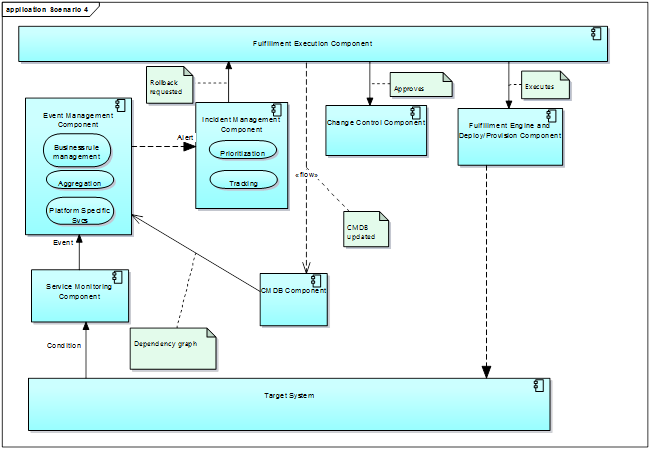 application Scenario 4
Fulfillment Execution Component
Rollback
requested
Approves
Executes
Event Management
Component
Businessrule
management
Aggregation
Platform Specific
Svcs
Alert
Incident Management
Component
Prioritization
Tracking
Change Control Component
Fulfillment Engine and
Deploy/Provision Component
«flow»
CMDB
updated
Event
Service Monitoring
Component
CMDB Component
Condition
Dependency graph
Target System